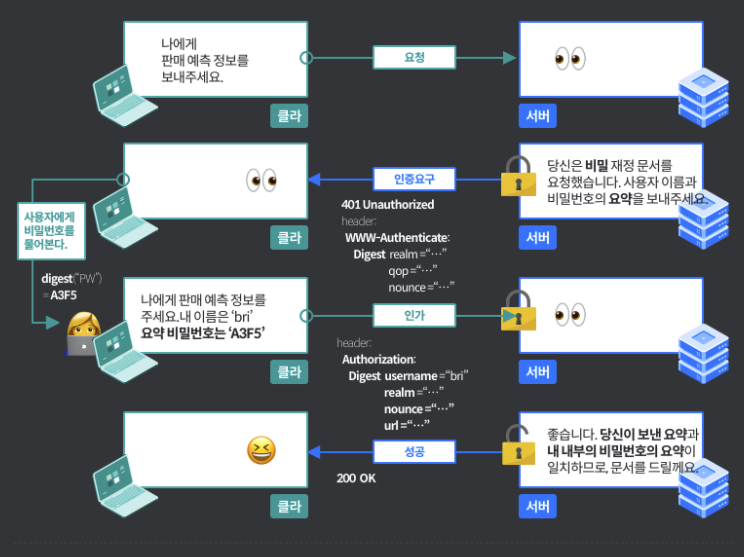 나에게
판매 예측 정보를
보내주세요.
요청
클라
서버
인증요구
당신은 비밀 재정 문서를
요청했습니다. 사용자 이름과
비밀번호의 요약을 보내주세요.
401 Unauthorized
header:
WWW-Authenticate:
Digest realm =“…”
qop =“…”
nounce =“…”
클라
서버
사용자에게
비밀번호를
물어본다.
digest(“PW”)
= A3F5
나에게 판매 예측 정보를
주세요.내 이름은 ‘bri’
요약 비밀번호는 ‘A3F5’
인가
클라
서버
header:
Authorization:
Digest username =“bri”
realm =“…”
nounce =“…”
url =“…”
성공
좋습니다. 당신이 보낸 요약과
내 내부의 비밀번호의 요약이
일치하므로, 문서를 드릴께요.
200 OK
클라
서버